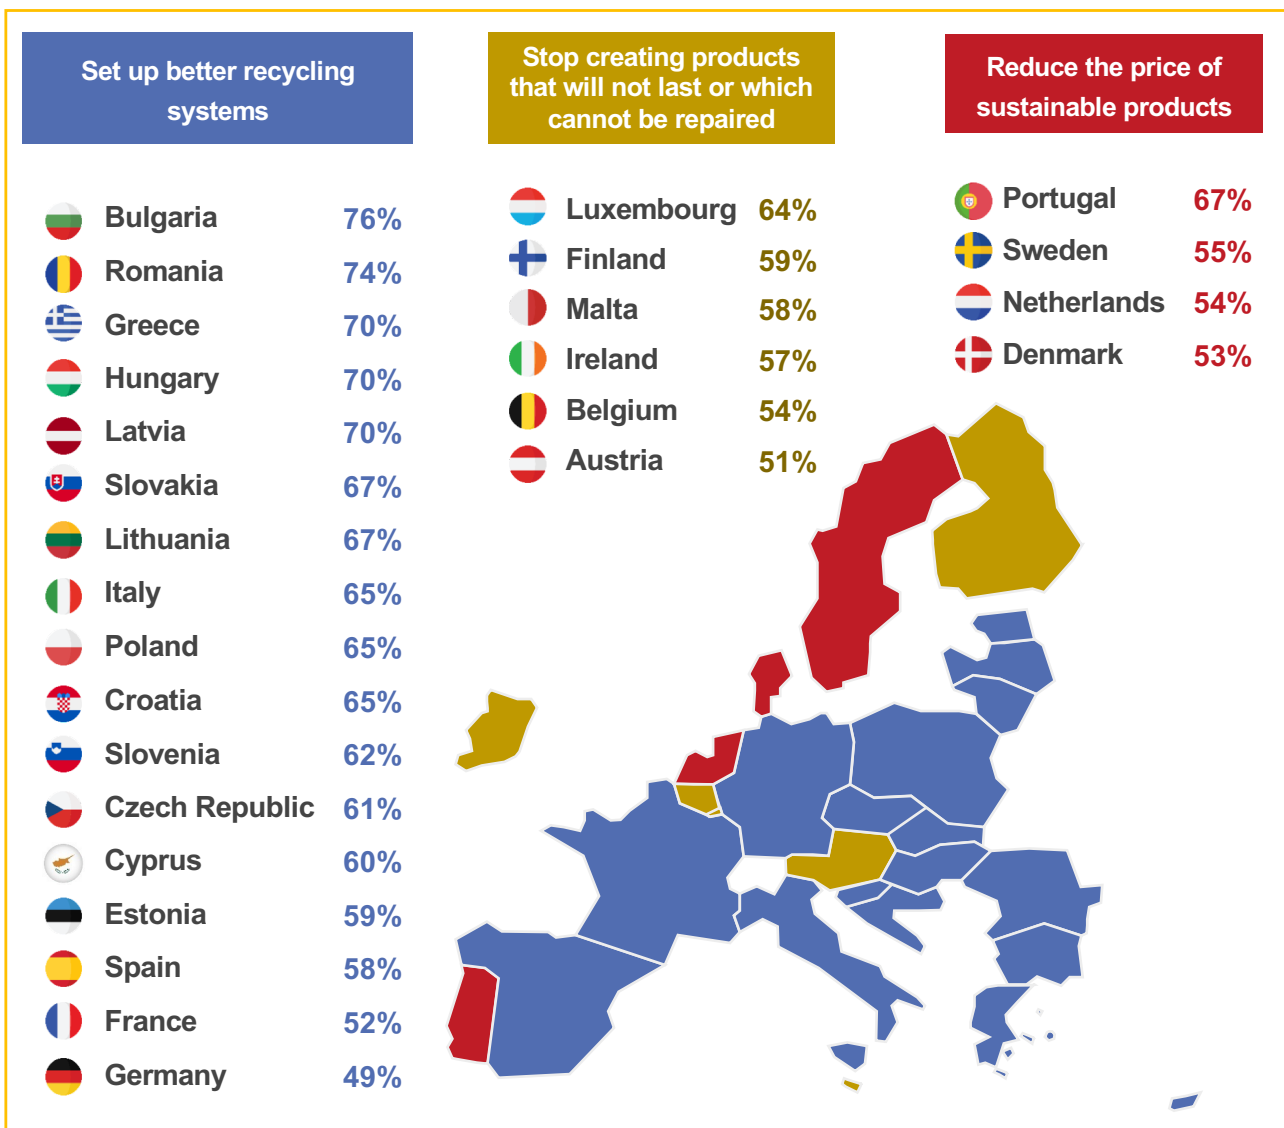 Set up better recycling
systems
Bulgaria 76%
Romania 74%
Greece 70%
Hungary 70%
Latvia 70%
Slovakia 67%
Lithuania 67%
Italy 65%
Poland 65%
Croatia 65%
Slovenia 62%
Czech Republic 61%
Cyprus 60%
Estonia 59%
Spain 58%
France 52%
Germany 49%
Stop creating products
that will not last or which
cannot be repaired
Luxembourg 64%
Finland 59%
Malta 58%
Ireland 57%
Belgium 54%
Austria 51%
Reduce the price of
sustainable products
Portugal 67%
Sweden 55%
Netherlands 54%
Denmark 53%